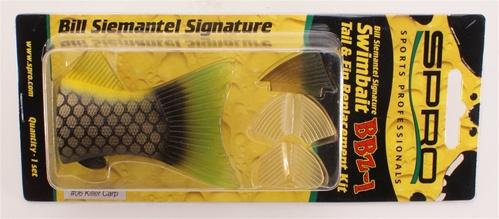 Bill Siemantel Signature
www.spro.com
Quantity - 1 set
#06 Killer Carp
Bill Siemantel Signature
BBZ-1
Swimbait
Tail & Fin Replacement Kit
SPRO
SPORTS PROFESSIONALS